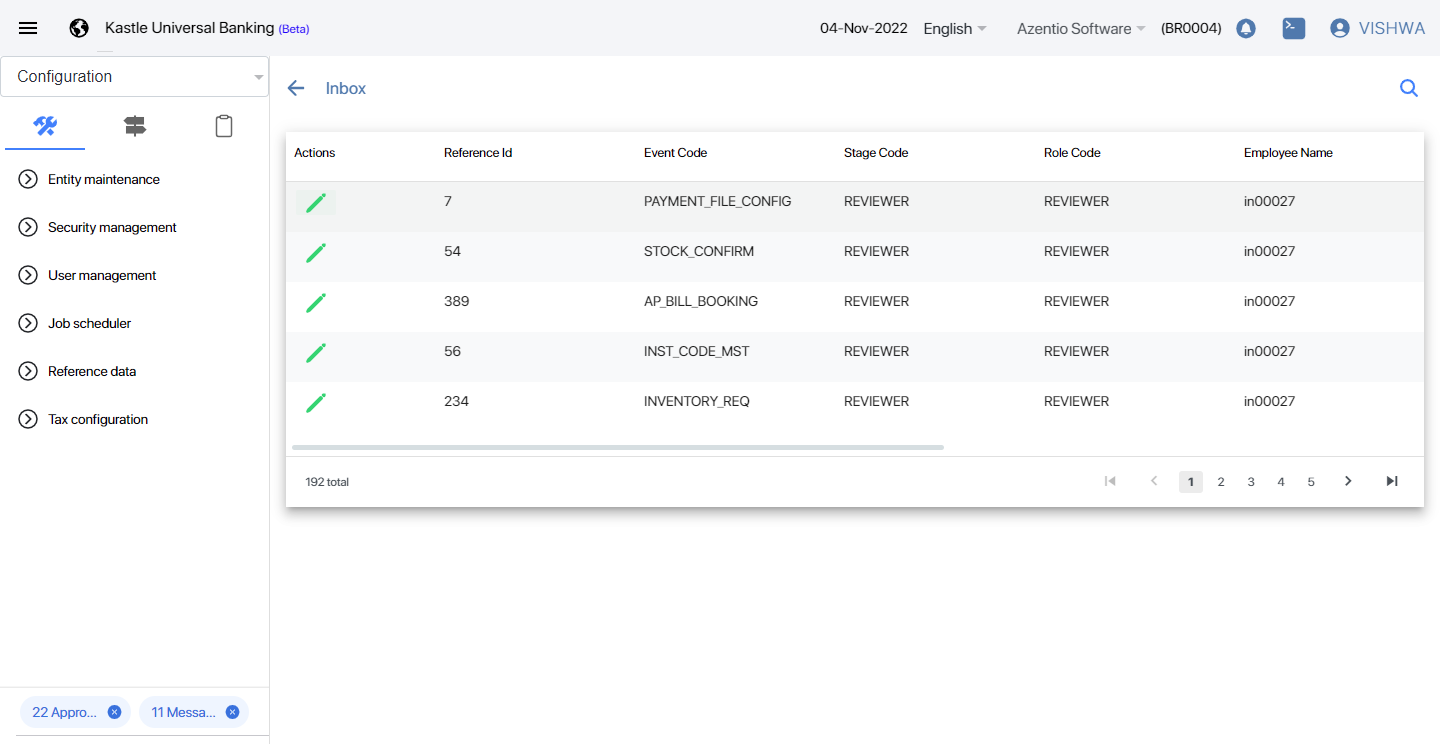 Kastle Universal Banking (Beta) 04-Nov-2022 English Azentio Software (BR0004) VISHWA
Configuration
Inbox
Entity maintenance
Security management
User management
Job scheduler
Reference data
Tax configuration
Actions Reference Id Event Code Stage Code Role Code Employee Name
7 PAYMENT_FILE_CONFIG REVIEWER REVIEWER in00027
54 STOCK_CONFIRM REVIEWER REVIEWER in00027
389 AP_BILL_BOOKING REVIEWER REVIEWER in00027
56 INST_CODE_MST REVIEWER REVIEWER in00027
234 INVENTORY_REQ REVIEWER REVIEWER in00027
192 total 1 2 3 4 5
22 Appro... 11 Messa...